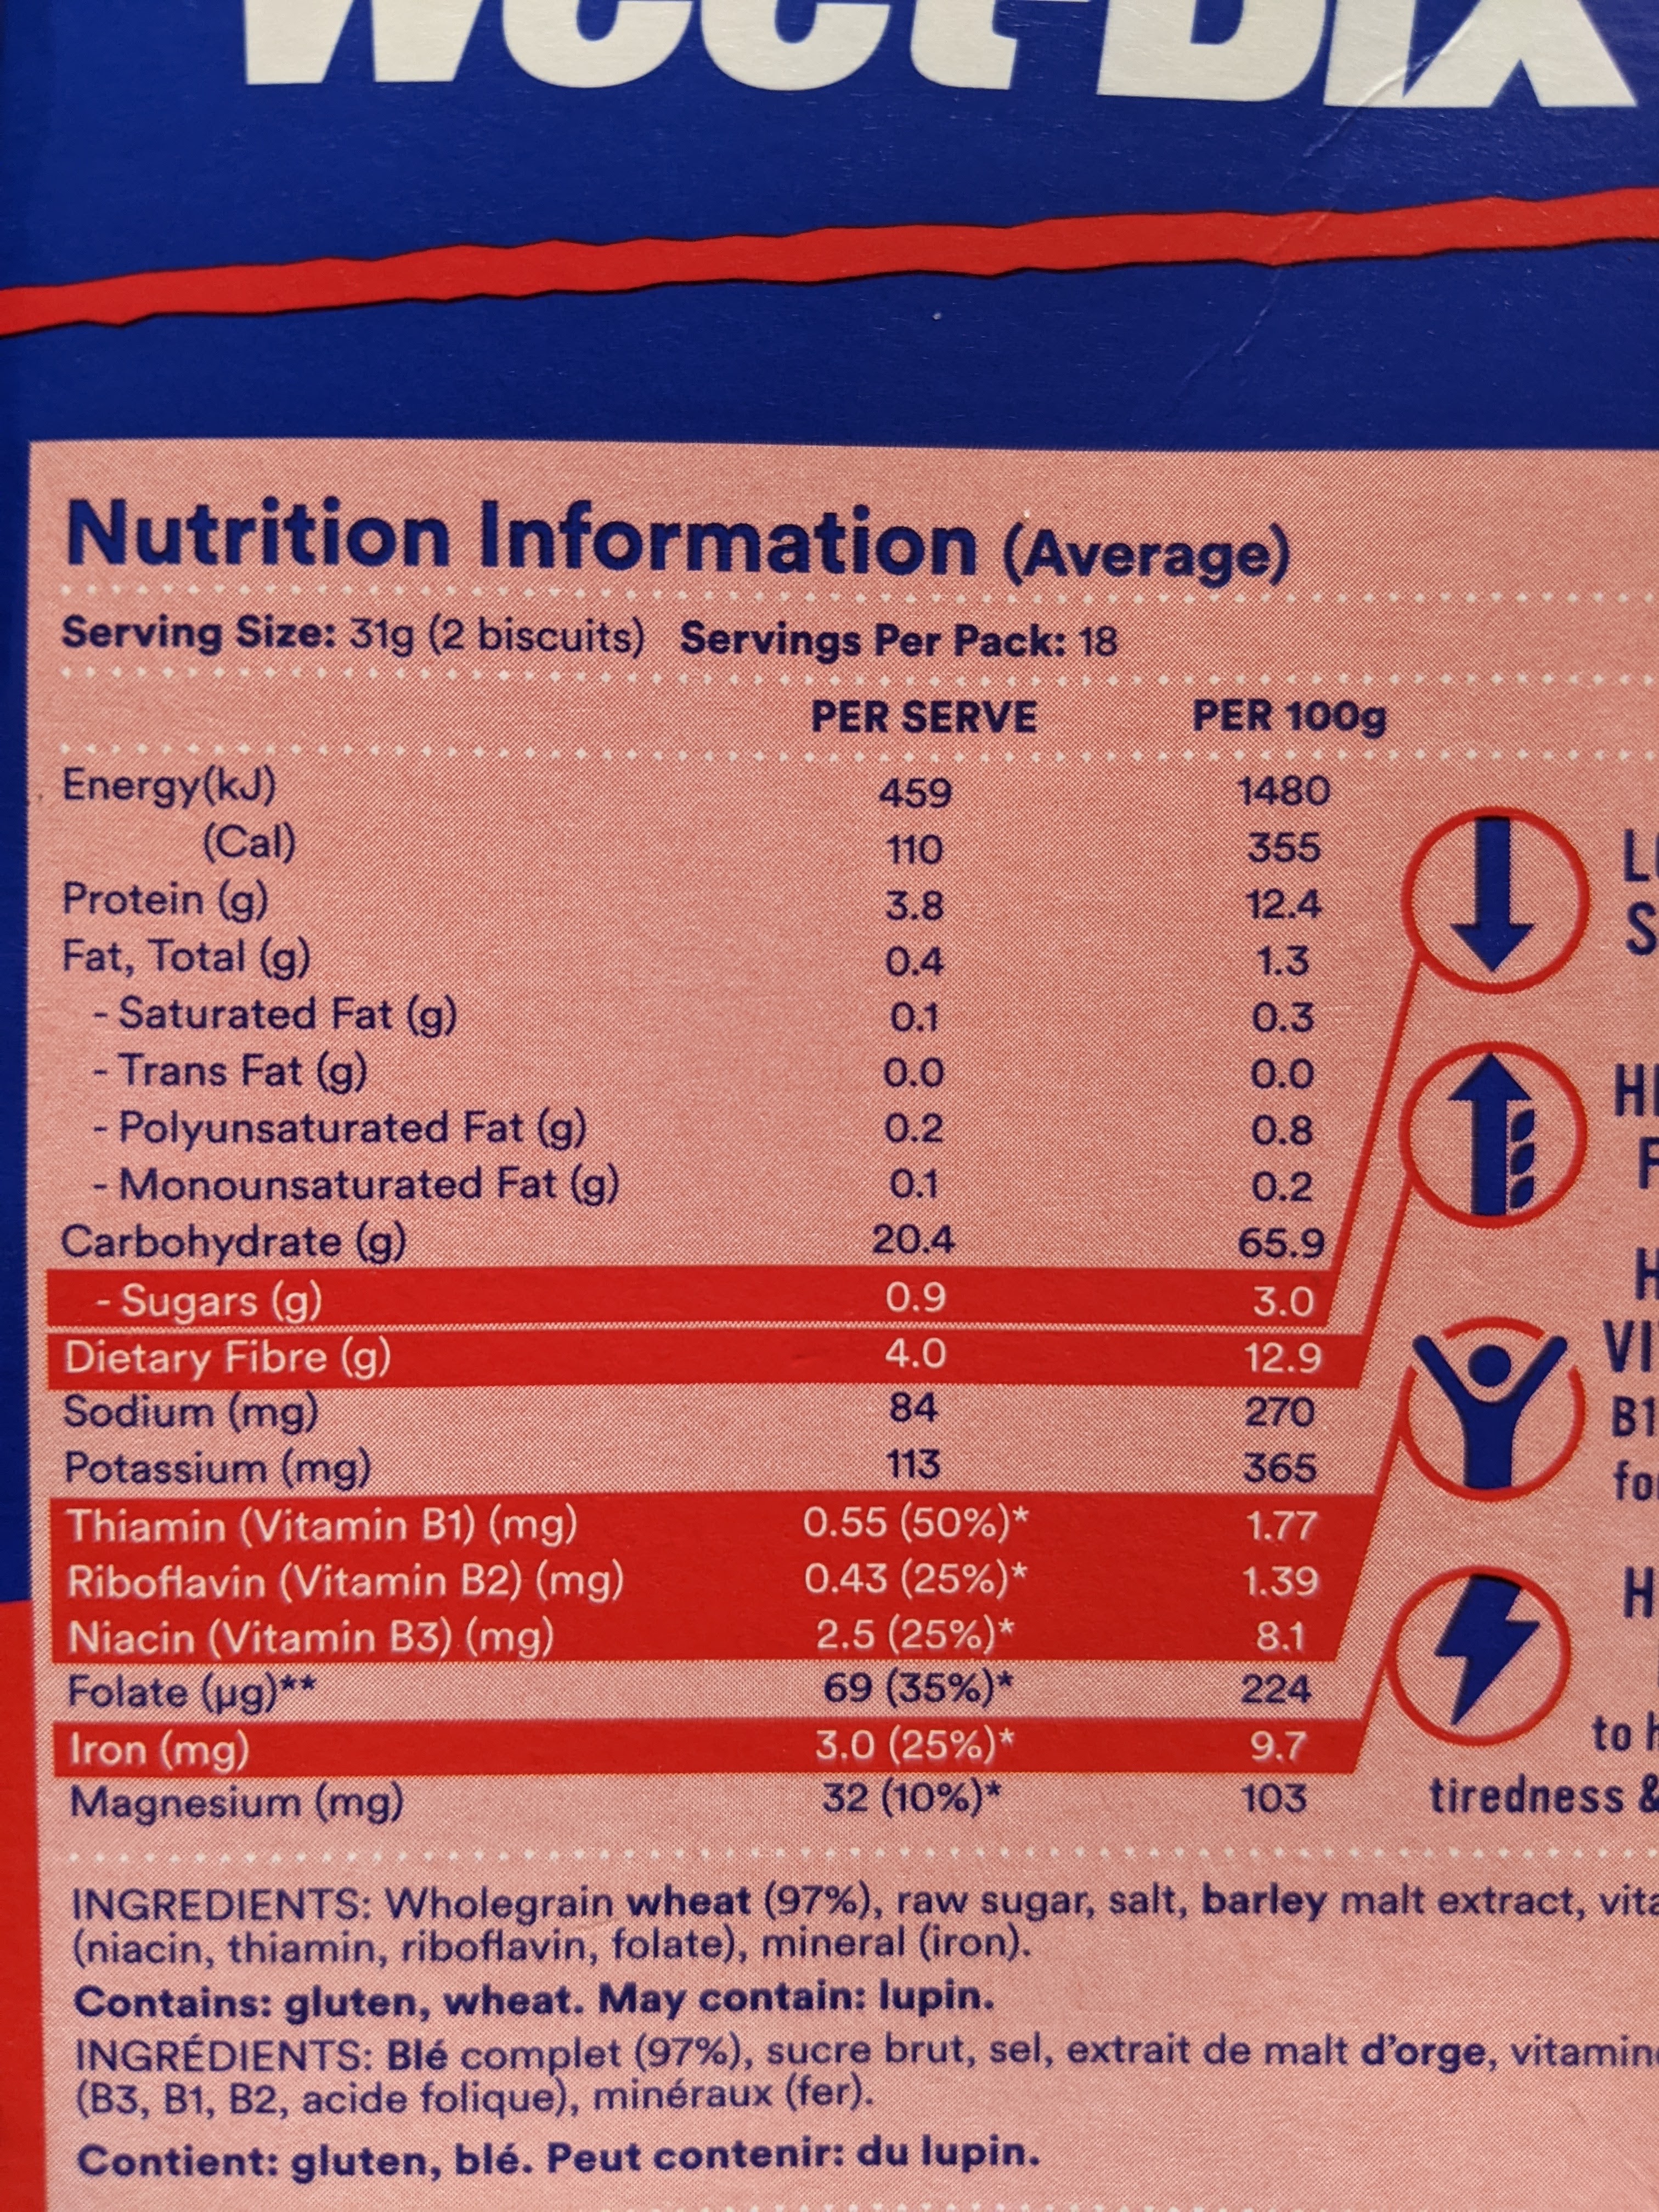 Weet-Bix
Nutrition Information (Average)
Serving Size: 31g (2 biscuits) Servings Per Pack: 18
PER SERVE PER 100g
Energy(kJ) 459 1480
(Cal) 110 355
Protein (g) 3.8 12.4
Fat, Total (g) 0.4 1.3
- Saturated Fat (g) 0.1 0.3
- Trans Fat (g) 0.0 0.0
- Polyunsaturated Fat (g) 0.2 0.8
- Monounsaturated Fat (g) 0.1 0.2
Carbohydrate (g) 20.4 65.9
- Sugars (g) 0.9 3.0
Dietary Fibre (g) 4.0 12.9
Sodium (mg) 84 270
Potassium (mg) 113 365
Thiamin (Vitamin B1) (mg) 0.55 (50%)* 1.77
Riboflavin (Vitamin B2) (mg) 0.43 (25%)* 1.39
Niacin (Vitamin B3) (mg) 2.5 (25%)* 8.1
Folate (µg)** 69 (35%)* 224
Iron (mg) 3.0 (25%)* 9.7
Magnesium (mg) 32 (10%)* 103
B1
to
tiredness &
INGREDIENTS: Wholegrain wheat (97%), raw sugar, salt, barley malt extract,
(niacin, thiamin, riboflavin, folate), mineral (iron).
Contains: gluten, wheat. May contain: lupin.
INGRÉDIENTS: Blé complet (97%), sucre brut, sel, extrait de malt d'orge,
(B3, B1, B2, acide folique), minéraux (fer).
Contient: gluten, blé. Peut contenir: du lupin.